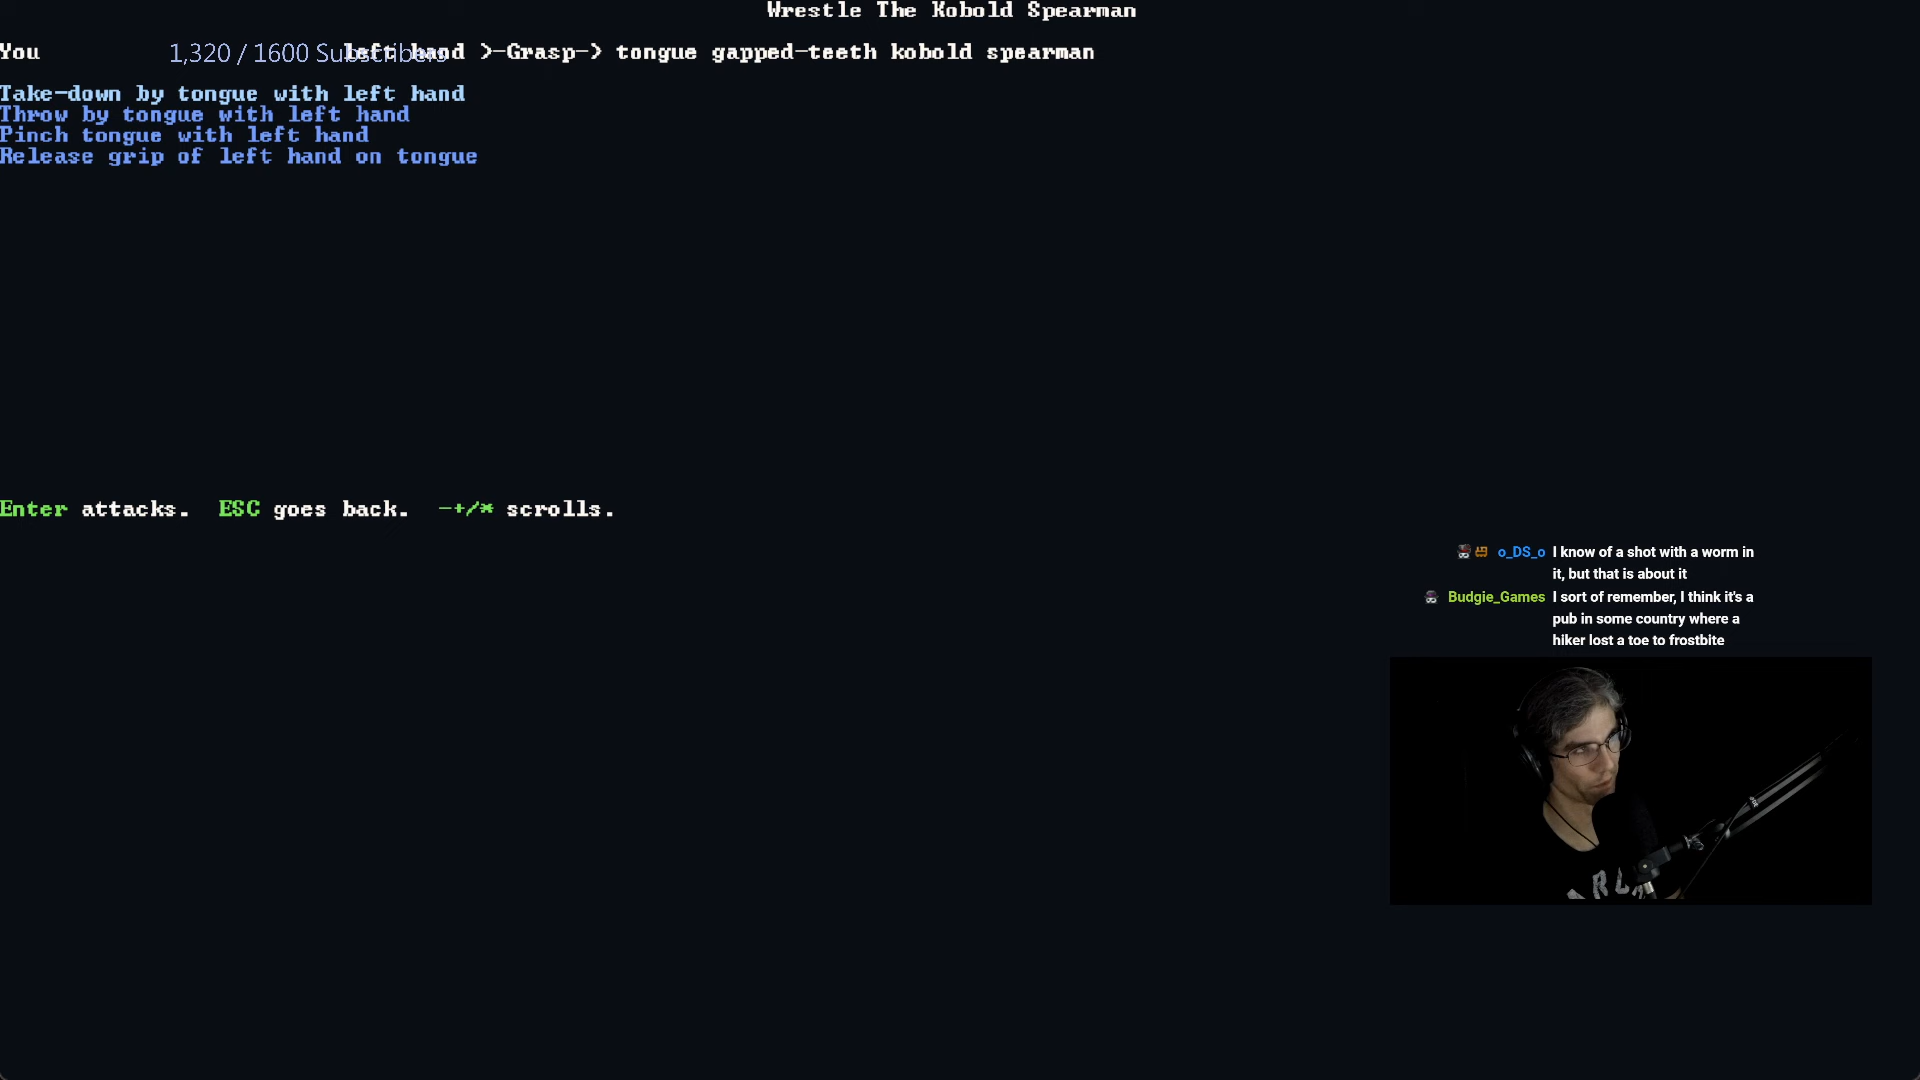 Wrestle The Kobold Spearman
You 1,320 / 1600 Subscribers left hand >-Grasp-> tongue gapped-teeth kobold spearman
Take-down by tongue with left hand
Throw by tongue with left hand
Pinch tongue with left hand
Release grip of left hand on tongue
Enter attacks. ESC goes back. -+/* scrolls.
o_DS_o I know of a shot with a worm in
it, but that is about it
Budgie_Games I sort of remember, I think it's a
pub in some country where a
hiker lost a toe to frostbite